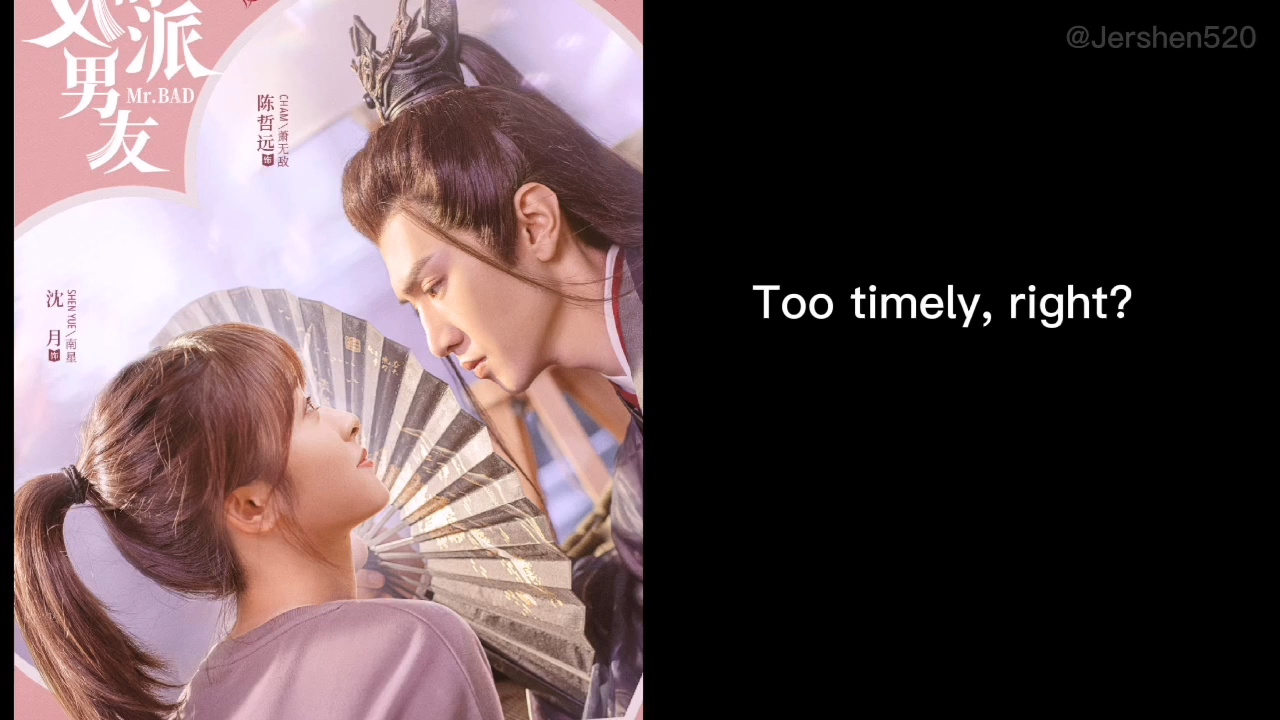 派
男
Mr.BAD
友
陈哲远 饰
CHAM\萧无敌
沈月 饰
SHEN YUE\南星
@Jershen520
Too timely, right?